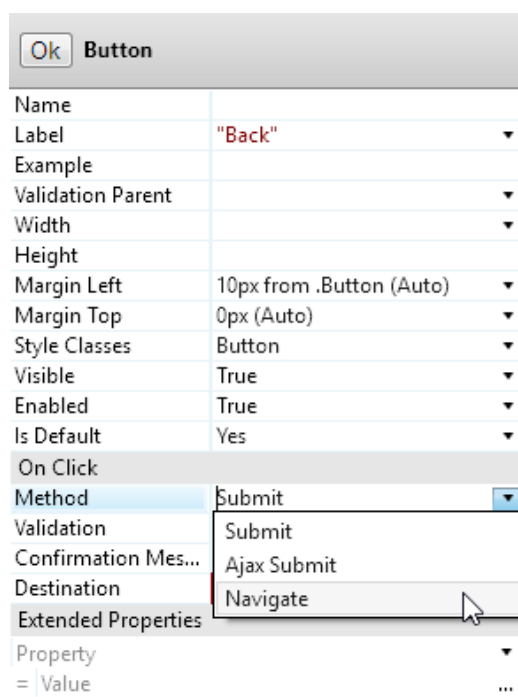 Ok Button
Name
Label "Back"
Example
Validation Parent
Width
Height
Margin Left 10px from .Button (Auto)
Margin Top 0px (Auto)
Style Classes Button
Visible True
Enabled True
Is Default Yes
On Click
Method Submit
Validation Submit
Confirmation Mes... Ajax Submit
Destination Navigate
Extended Properties
Property
= Value ...